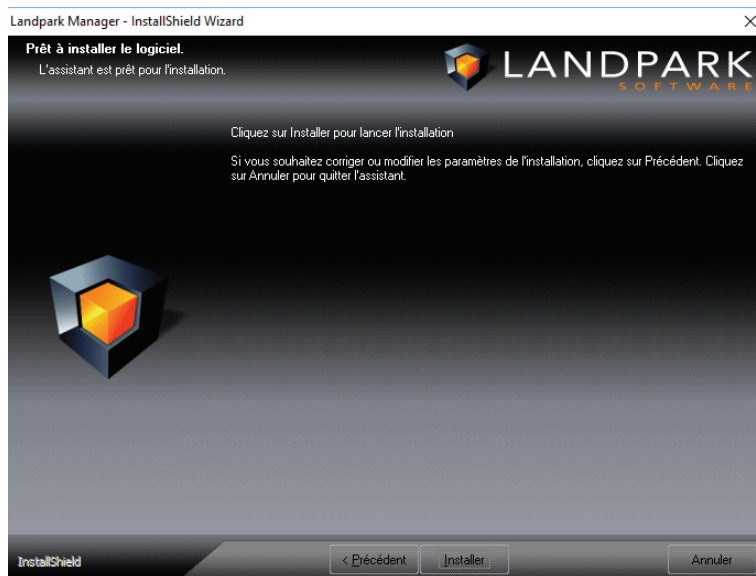 Landpark Manager - InstallShield Wizard
Prêt à installer le logiciel.
L'assistant est prêt pour l'installation.
LANDPARK
SOFTWARE
Cliquez sur Installer pour lancer l'installation
Si vous souhaitez corriger ou modifier les paramètres de l'installation, cliquez sur Précédent. Cliquez
sur Annuler pour quitter l'assistant.
InstallShield
< Précédent
Installer
Annuler